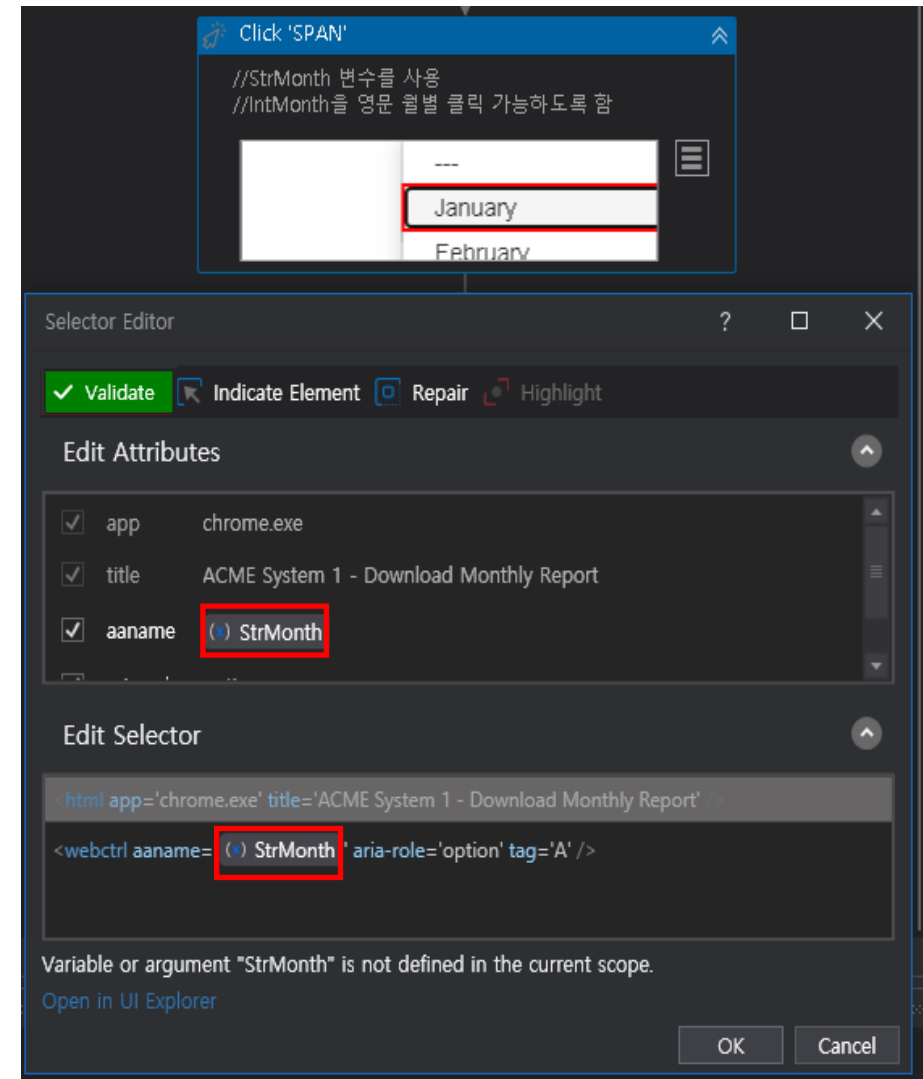 Click 'SPAN'
//StrMonth 변수를 사용
//IntMonth을 영문 월별 클릭 가능하도록 함
---
January
February
Selector Editor
?
Validate Indicate Element Repair Highlight
Edit Attributes
app chrome.exe
title ACME System 1 - Download Monthly Report
aaname (x) StrMonth
Edit Selector
<html app='chrome.exe' title='ACME System 1 - Download Monthly Report' />
<webctrl aaname= (x) StrMonth ' aria-role='option' tag='A' />
Variable or argument "StrMonth" is not defined in the current scope.
Open in UI Explorer
OK Cancel